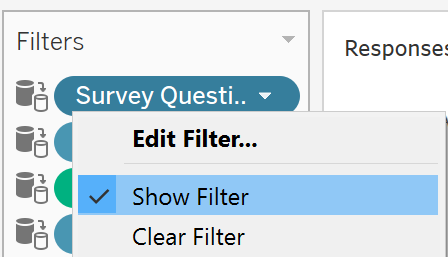 Filters
Responses
Survey Questi..
Edit Filter...
Show Filter
Clear Filter